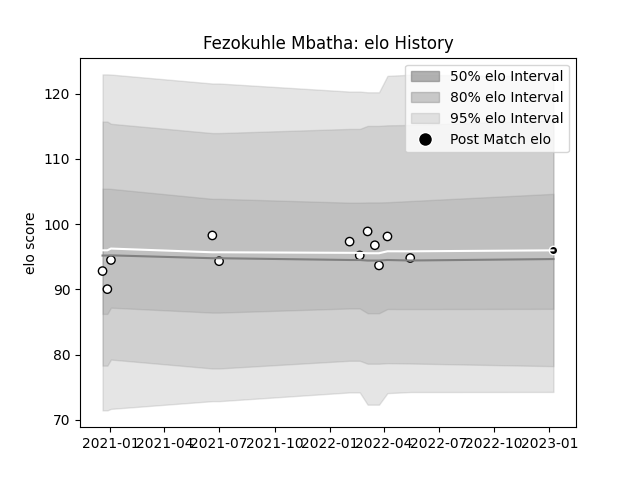 Fezokuhle Mbatha: elo History
50% elo Interval
80% elo Interval
95% elo Interval
Post Match elo
elo score
120
110
100
90
80
70
2021-01 2021-04 2021-07 2021-10 2022-01 2022-04 2022-07 2022-10 2023-01